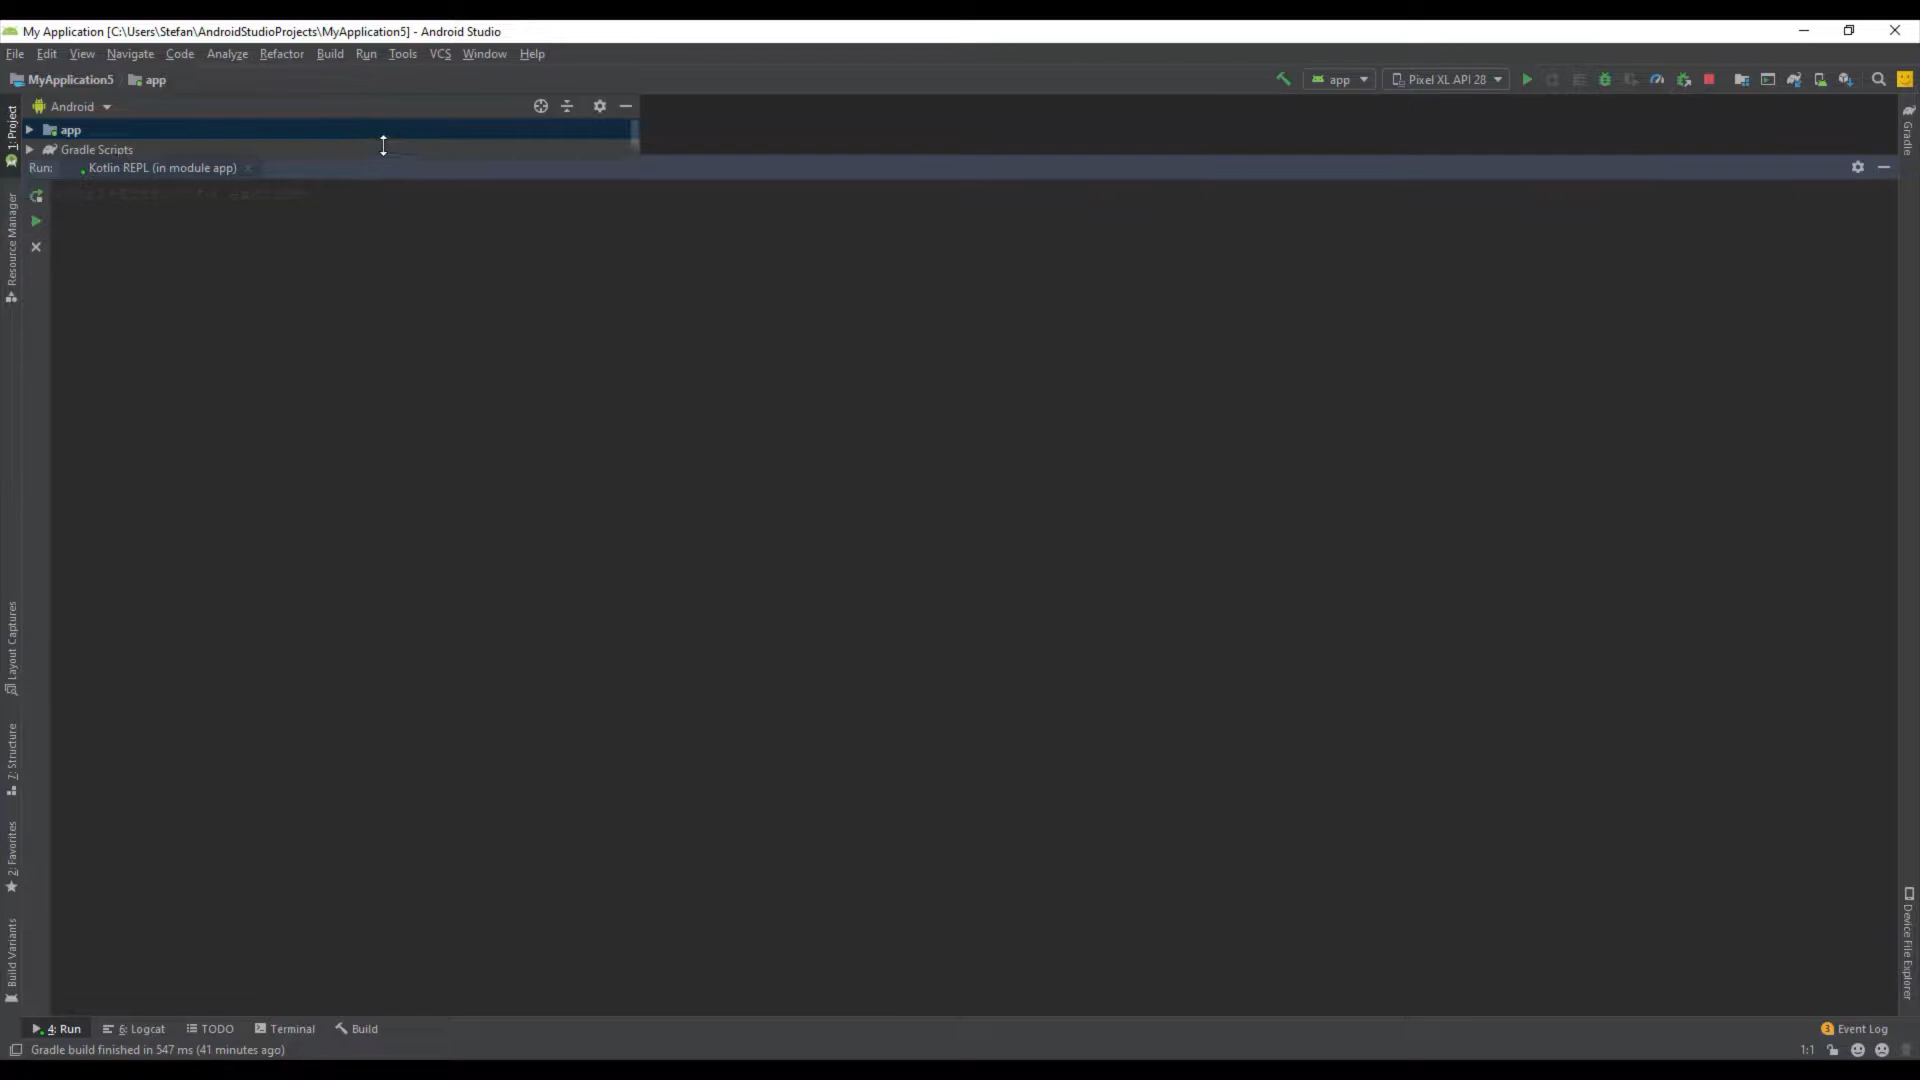 My Application [C:\Users\Stefan\AndroidStudioProjects\MyApplication5] - Android Studio
File Edit View Navigate Code Analyze Refactor Build Run Tools VCS Window Help
MyApplication5 app
app Pixel XL API 28
Android
app
Gradle Scripts
Run: Kotlin REPL (in module app)
1: Project
Resource Manager
Layout Captures
7: Structure
2: Favorites
Build Variants
Gradle
Device File Explorer
4: Run 6: Logcat TODO Terminal Build
3 Event Log
Gradle build finished in 547 ms (41 minutes ago)
1:1